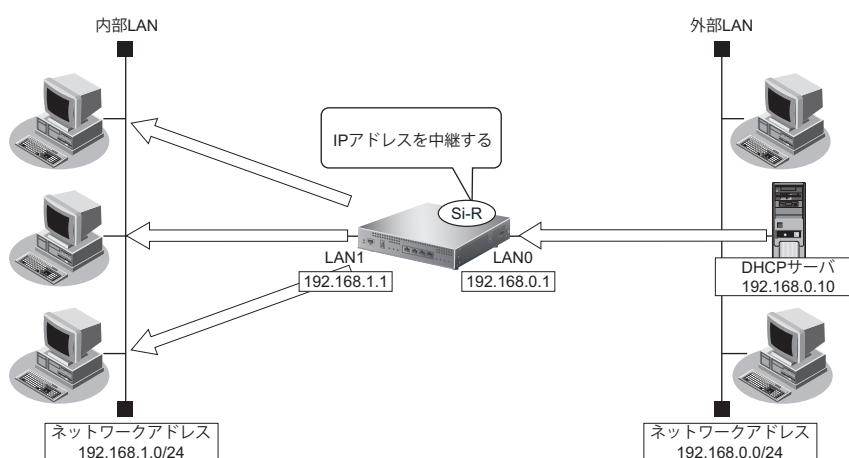 内部LAN
外部LAN
IPアドレスを中継する
Si-R
LAN1
192.168.1.1
LAN0
192.168.0.1
DHCPサーバ
192.168.0.10
ネットワークアドレス
192.168.1.0/24
ネットワークアドレス
192.168.0.0/24